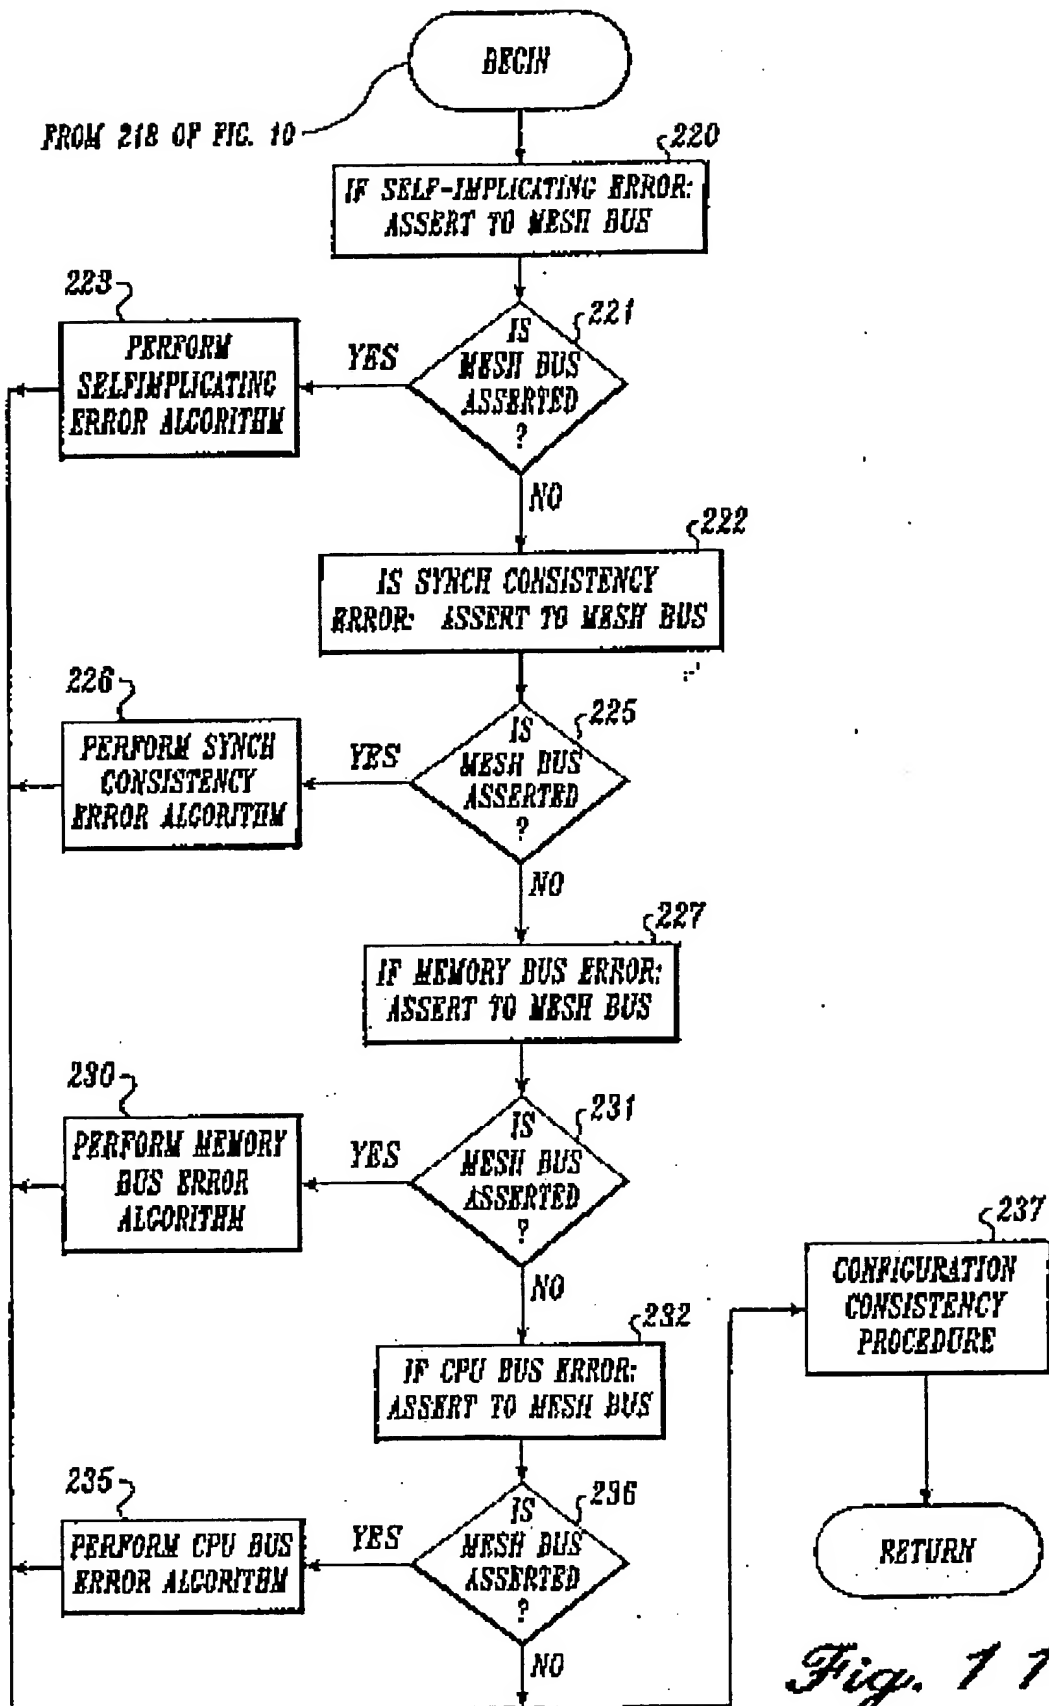 BEGIN
FROM 218 OF FIG. 10
220
IF SELF-IMPLICATING ERROR:
ASSERT TO MESH BUS
221
IS
MESH BUS
ASSERTED
?
YES
NO
223
PERFORM
SELFIMPLICATING
ERROR ALGORITHM
222
IS SYNCH CONSISTENCY
ERROR: ASSERT TO MESH BUS
225
IS
MESH BUS
ASSERTED
?
YES
NO
226
PERFORM SYNCH
CONSISTENCY
ERROR ALGORITHM
227
IF MEMORY BUS ERROR:
ASSERT TO MESH BUS
231
IS
MESH BUS
ASSERTED
?
YES
NO
230
PERFORM MEMORY
BUS ERROR
ALGORITHM
232
IF CPU BUS ERROR:
ASSERT TO MESH BUS
236
IS
MESH BUS
ASSERTED
?
YES
NO
235
PERFORM CPU BUS
ERROR ALGORITHM
237
CONFIGURATION
CONSISTENCY
PROCEDURE
RETURN
Fig. 11